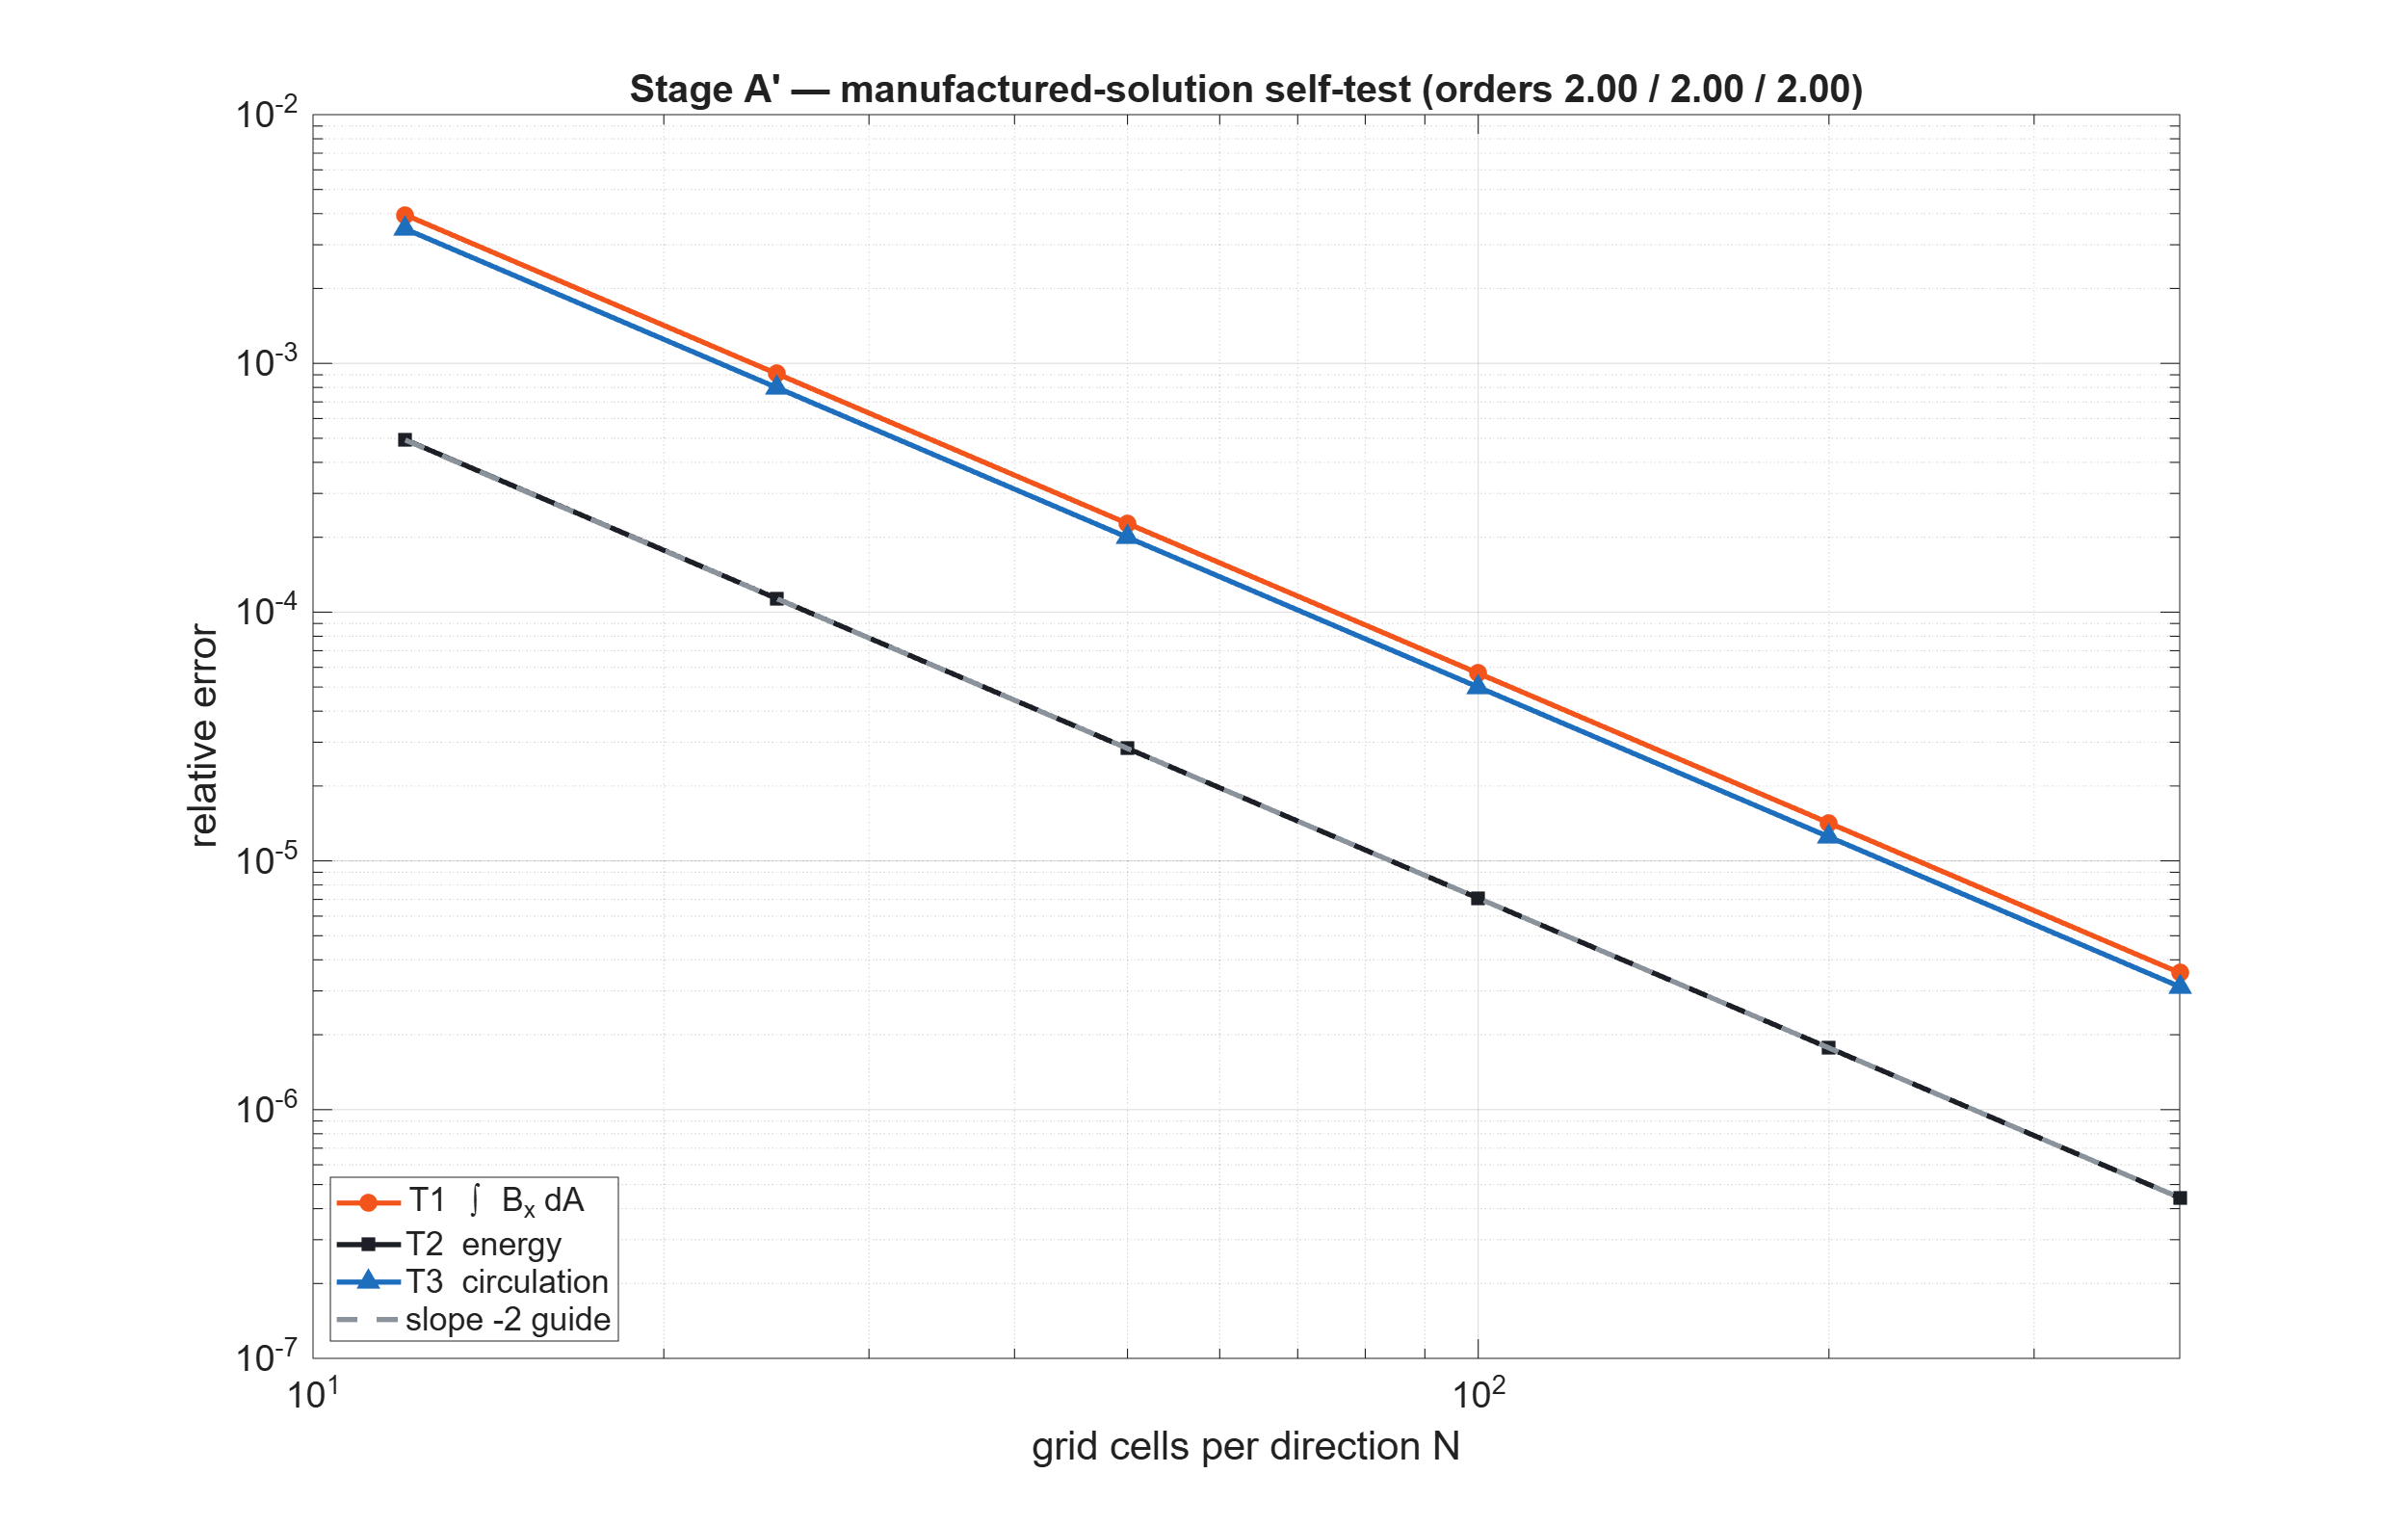 Stage A' — manufactured-solution self-test (orders 2.00 / 2.00 / 2.00)
10-2
10-3
10-4
10-5
10-6
10-7
relative error
T1 ∫ Bx dA
T2 energy
T3 circulation
slope -2 guide
101
102
grid cells per direction N